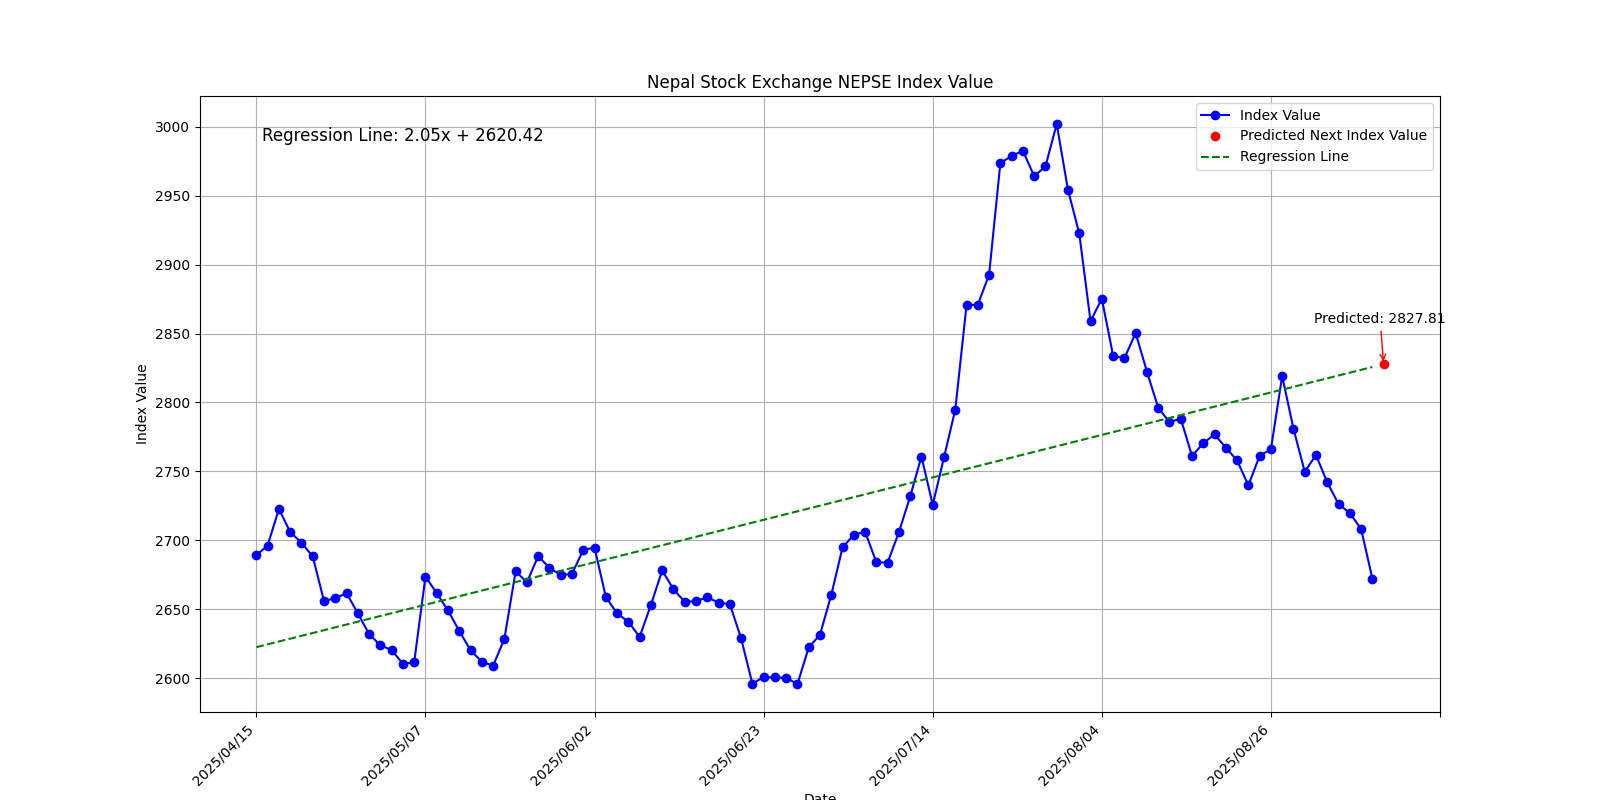 Nepal Stock Exchange NEPSE Index Value
Regression Line: 2.05x + 2620.42
Index Value
Predicted Next Index Value
Regression Line
Predicted: 2827.81
Index Value
3000
2950
2900
2850
2800
2750
2700
2650
2600
2025/04/15
2025/05/07
2025/06/02
2025/06/23
2025/07/14
2025/08/04
2025/08/26
Date